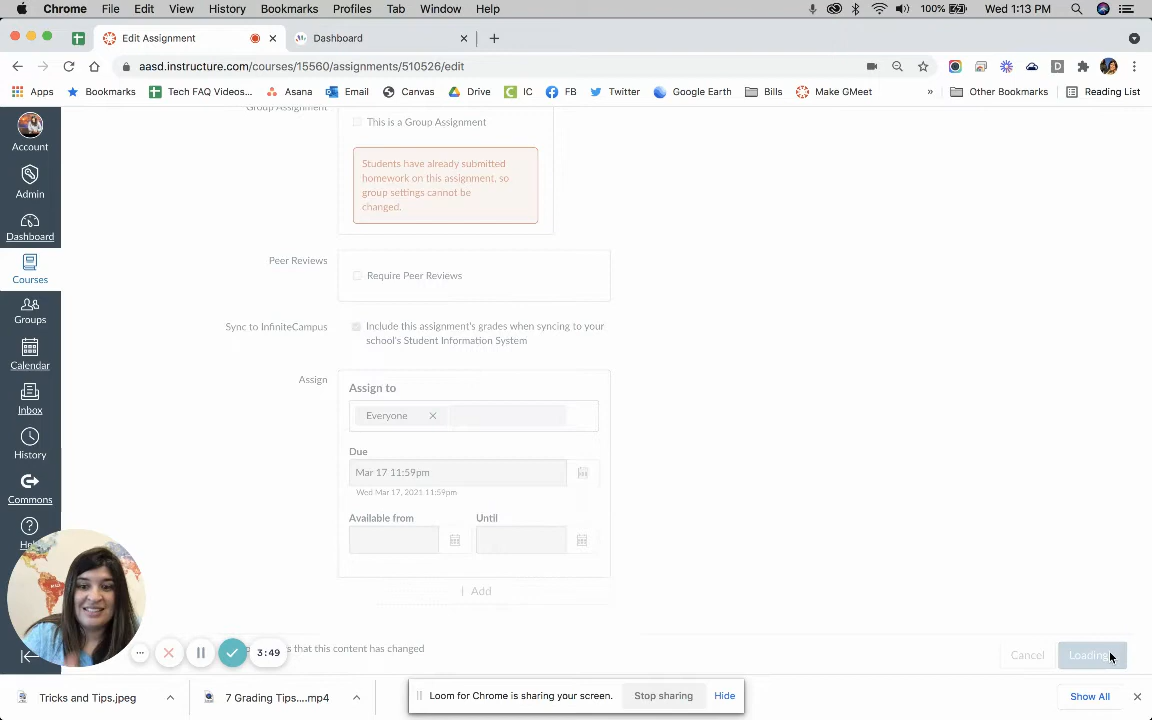 Chrome File Edit View History Bookmarks Profiles Tab Window Help 100% Wed 1:13 PM
Edit Assignment Dashboard
aasd.instructure.com/courses/15560/assignments/510526/edit
Apps Bookmarks Tech FAQ Videos... Asana Email Canvas Drive IC FB Twitter Google Earth Bills Make GMeet » Other Bookmarks Reading List
Account
Admin
Dashboard
Courses
Groups
Calendar
Inbox
History
Commons
Group Assignment
This is a Group Assignment
Students have already submitted
homework on this assignment, so
group settings cannot be
changed.
Peer Reviews
Require Peer Reviews
Sync to InfiniteCampus
Include this assignment's grades when syncing to your
school's Student Information System
Assign
Assign to
Everyone
Due
Mar 17 11:59pm
Wed Mar 17, 2021 11:59pm
Available from Until
Add
that this content has changed
Cancel
3:49
Tricks and Tips.jpeg 7 Grading Tips....mp4
Loom for Chrome is sharing your screen. Stop sharing Hide
Show All